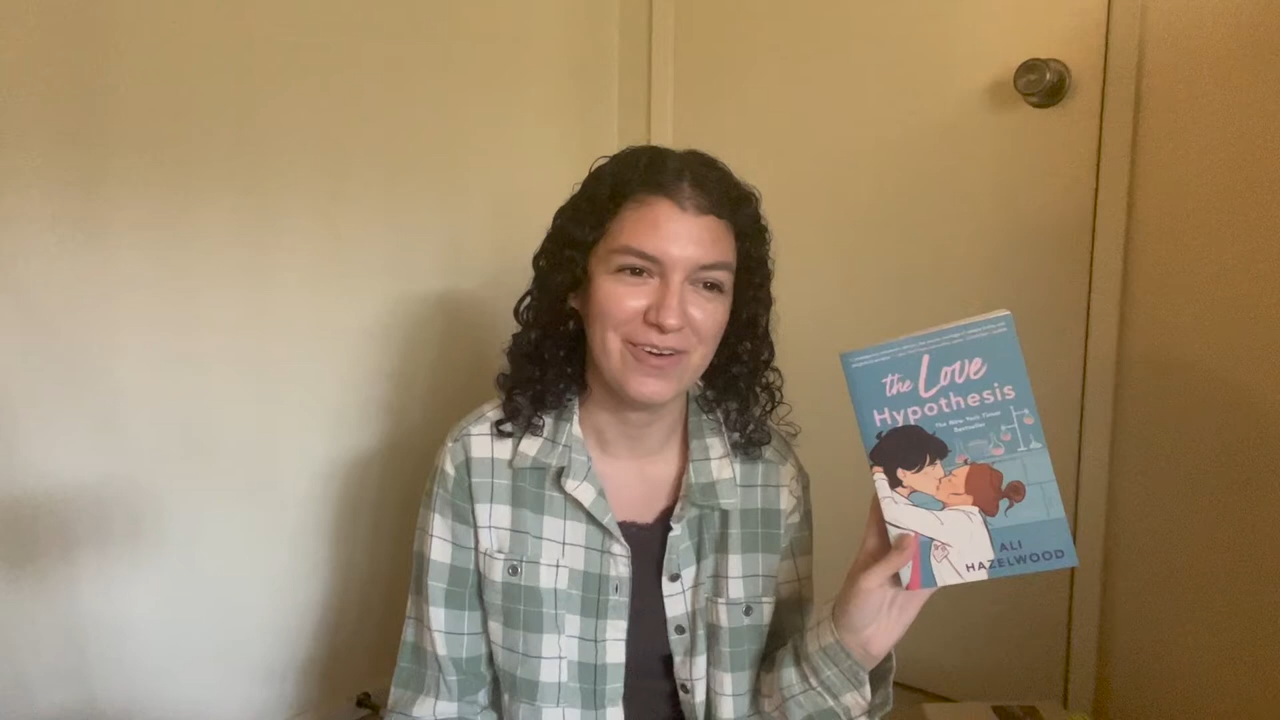 the Love
Hypothesis
The New York Times
Bestseller
ALI
HAZELWOOD